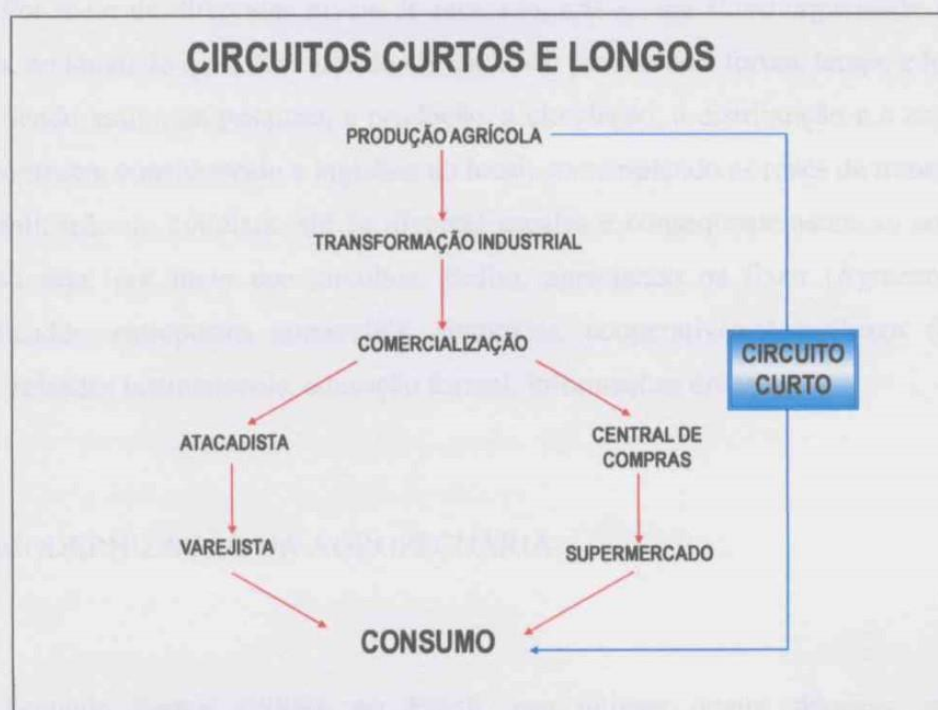 CIRCUITOS CURTOS E LONGOS
PRODUÇÃO AGRÍCOLA
TRANSFORMAÇÃO INDUSTRIAL
COMERCIALIZAÇÃO
CIRCUITO
CURTO
ATACADISTA
CENTRAL DE
COMPRAS
VAREJISTA
SUPERMERCADO
CONSUMO